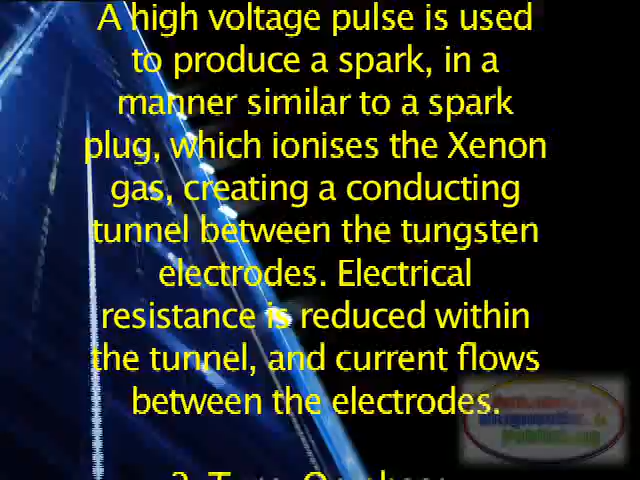 A high voltage pulse is used
to produce a spark, in a
manner similar to a spark
plug, which ionises the Xenon
gas, creating a conducting
tunnel between the tungsten
electrodes. Electrical
resistance is reduced within
the tunnel, and current flows
between the electrodes.